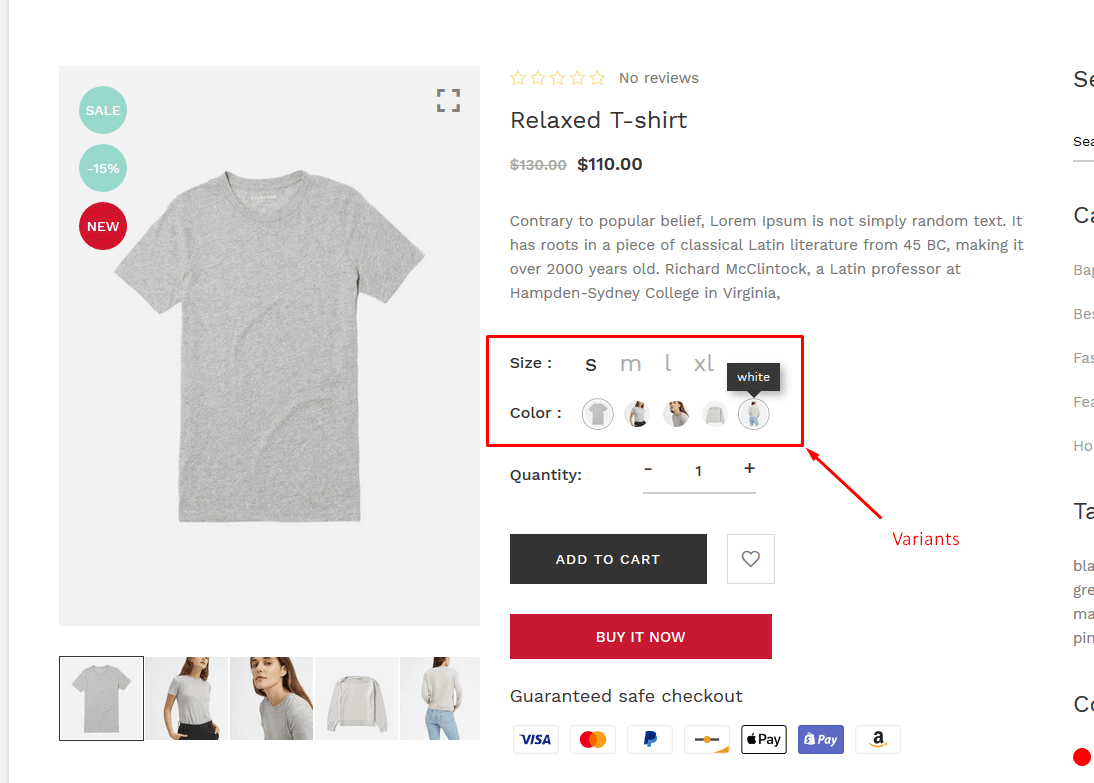 SALE
-15%
NEW
No reviews
Relaxed T-shirt
$130.00 $110.00
Contrary to popular belief, Lorem Ipsum is not simply random text. It
has roots in a piece of classical Latin literature from 45 BC, making it
over 2000 years old. Richard McClintock, a Latin professor at
Hampden-Sydney College in Virginia,
Size : s m l xl
white
Color :
Quantity: - 1 +
Variants
ADD TO CART
BUY IT NOW
Guaranteed safe checkout
VISA Pay Pay a
Se
Sea
Ca
Bag
Bes
Fas
Fea
Ho
Ta
bla
gre
ma
pin
Co